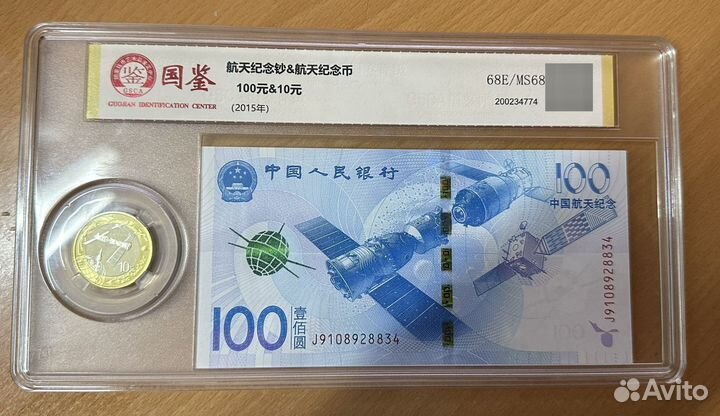 鉴
GSCA
国鉴
GUOJIAN IDENTIFICATION CENTER
航天纪念钞&航天纪念币
100元&10元
(2015年)
68E/MS68
200234774
中国人民银行
100
中国航天纪念
J9108928834
100
壹佰圆
J9108928834
10
Avito